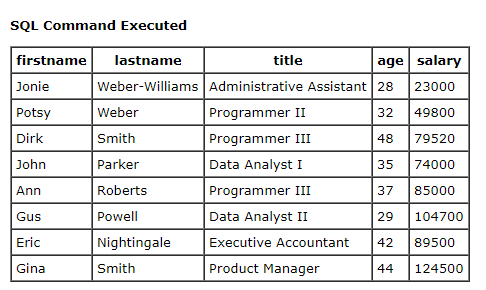 SQL Command Executed
firstname lastname title age salary
Jonie Weber-Williams Administrative Assistant 28 23000
Potsy Weber Programmer II 32 49800
Dirk Smith Programmer III 48 79520
John Parker Data Analyst I 35 74000
Ann Roberts Programmer III 37 85000
Gus Powell Data Analyst II 29 104700
Eric Nightingale Executive Accountant 42 89500
Gina Smith Product Manager 44 124500